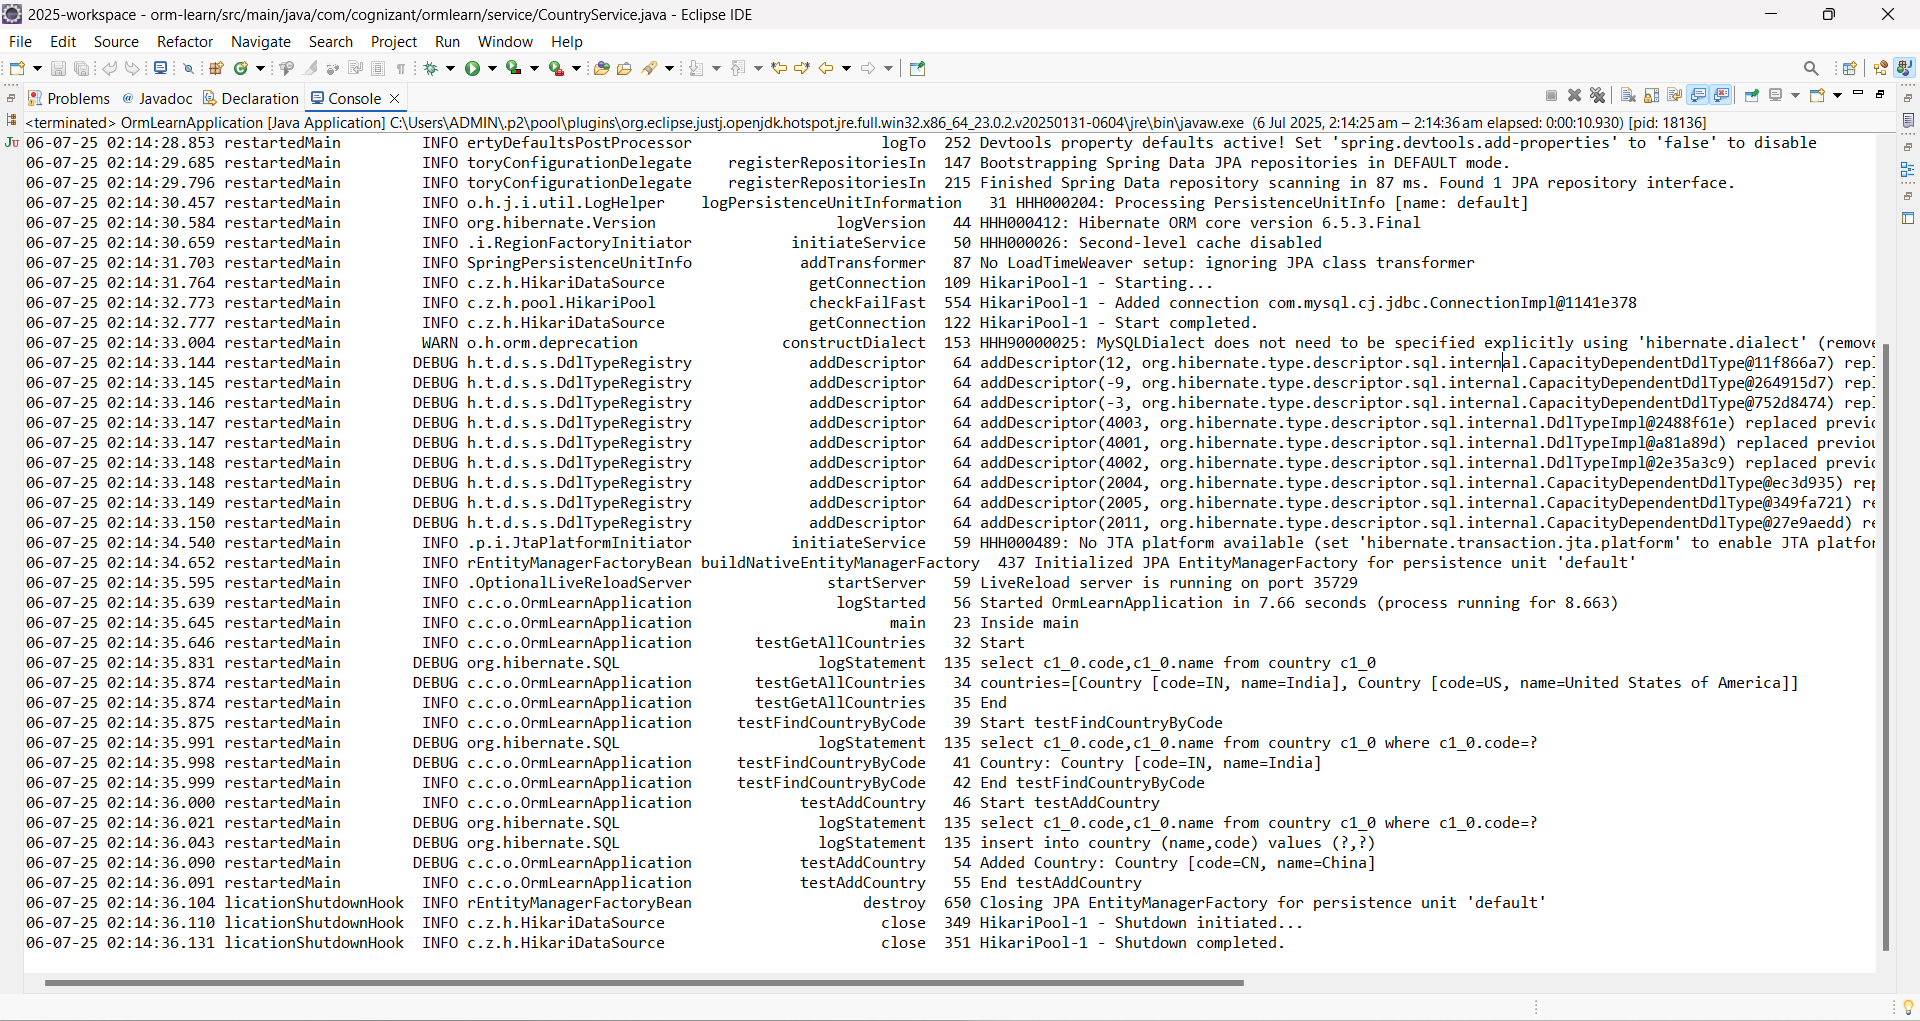 2025-workspace - orm-learn/src/main/java/com/cognizant/ormlearn/service/CountryService.java - Eclipse IDE
File Edit Source Refactor Navigate Search Project Run Window Help
Problems @ Javadoc Declaration Console
<terminated> OrmLearnApplication [Java Application] C:\Users\ADMIN\.p2\pool\plugins\org.eclipse.justj.openjdk.hotspot.jre.full.win32.x86_64_23.0.2.v20250131-0604\jre\bin\javaw.exe (6 Jul 2025, 2:14:25 am – 2:14:36 am elapsed: 0:00:10.930) [pid: 18136]
06-07-25 02:14:28.853 restartedMain INFO ertyDefaultsPostProcessor logTo 252 Devtools property defaults active! Set 'spring.devtools.add-properties' to 'false' to disable
06-07-25 02:14:29.685 restartedMain INFO toryConfigurationDelegate registerRepositoriesIn 147 Bootstrapping Spring Data JPA repositories in DEFAULT mode.
06-07-25 02:14:29.796 restartedMain INFO toryConfigurationDelegate registerRepositoriesIn 215 Finished Spring Data repository scanning in 87 ms. Found 1 JPA repository interface.
06-07-25 02:14:30.457 restartedMain INFO o.h.j.i.util.LogHelper logPersistenceUnitInformation 31 HHH000204: Processing PersistenceUnitInfo [name: default]
06-07-25 02:14:30.584 restartedMain INFO org.hibernate.Version logVersion 44 HHH000412: Hibernate ORM core version 6.5.3.Final
06-07-25 02:14:30.659 restartedMain INFO .i.RegionFactoryInitiator initiateService 50 HHH000026: Second-level cache disabled
06-07-25 02:14:31.703 restartedMain INFO SpringPersistenceUnitInfo addTransformer 87 No LoadTimeWeaver setup: ignoring JPA class transformer
06-07-25 02:14:31.764 restartedMain INFO c.z.h.HikariDataSource getConnection 109 HikariPool-1 - Starting...
06-07-25 02:14:32.773 restartedMain INFO c.z.h.pool.HikariPool checkFailFast 554 HikariPool-1 - Added connection com.mysql.cj.jdbc.ConnectionImpl@1141e378
06-07-25 02:14:32.777 restartedMain INFO c.z.h.HikariDataSource getConnection 122 HikariPool-1 - Start completed.
06-07-25 02:14:33.004 restartedMain WARN o.h.orm.deprecation constructDialect 153 HHH90000025: MySQLDialect does not need to be specified explicitly using 'hibernate.dialect' (remove
06-07-25 02:14:33.144 restartedMain DEBUG h.t.d.s.s.DdlTypeRegistry addDescriptor 64 addDescriptor(12, org.hibernate.type.descriptor.sql.internal.CapacityDependentDdlType@11f866a7) repl
06-07-25 02:14:33.145 restartedMain DEBUG h.t.d.s.s.DdlTypeRegistry addDescriptor 64 addDescriptor(-9, org.hibernate.type.descriptor.sql.internal.CapacityDependentDdlType@264915d7) repl
06-07-25 02:14:33.146 restartedMain DEBUG h.t.d.s.s.DdlTypeRegistry addDescriptor 64 addDescriptor(-3, org.hibernate.type.descriptor.sql.internal.CapacityDependentDdlType@752d8474) repl
06-07-25 02:14:33.147 restartedMain DEBUG h.t.d.s.s.DdlTypeRegistry addDescriptor 64 addDescriptor(4003, org.hibernate.type.descriptor.sql.internal.DdlTypeImpl@2488f61e) replaced previo
06-07-25 02:14:33.147 restartedMain DEBUG h.t.d.s.s.DdlTypeRegistry addDescriptor 64 addDescriptor(4001, org.hibernate.type.descriptor.sql.internal.DdlTypeImpl@a81a89d) replaced previou
06-07-25 02:14:33.148 restartedMain DEBUG h.t.d.s.s.DdlTypeRegistry addDescriptor 64 addDescriptor(4002, org.hibernate.type.descriptor.sql.internal.DdlTypeImpl@2e35a3c9) replaced previo
06-07-25 02:14:33.148 restartedMain DEBUG h.t.d.s.s.DdlTypeRegistry addDescriptor 64 addDescriptor(2004, org.hibernate.type.descriptor.sql.internal.CapacityDependentDdlType@ec3d935) rep
06-07-25 02:14:33.149 restartedMain DEBUG h.t.d.s.s.DdlTypeRegistry addDescriptor 64 addDescriptor(2005, org.hibernate.type.descriptor.sql.internal.CapacityDependentDdlType@349fa721) re
06-07-25 02:14:33.150 restartedMain DEBUG h.t.d.s.s.DdlTypeRegistry addDescriptor 64 addDescriptor(2011, org.hibernate.type.descriptor.sql.internal.CapacityDependentDdlType@27e9aedd) re
06-07-25 02:14:34.540 restartedMain INFO .p.i.JtaPlatformInitiator initiateService 59 HHH000489: No JTA platform available (set 'hibernate.transaction.jta.platform' to enable JTA platfor
06-07-25 02:14:34.652 restartedMain INFO rEntityManagerFactoryBean buildNativeEntityManagerFactory 437 Initialized JPA EntityManagerFactory for persistence unit 'default'
06-07-25 02:14:35.595 restartedMain INFO .OptionalLiveReloadServer startServer 59 LiveReload server is running on port 35729
06-07-25 02:14:35.639 restartedMain INFO c.c.o.OrmLearnApplication logStarted 56 Started OrmLearnApplication in 7.66 seconds (process running for 8.663)
06-07-25 02:14:35.645 restartedMain INFO c.c.o.OrmLearnApplication main 23 Inside main
06-07-25 02:14:35.646 restartedMain INFO c.c.o.OrmLearnApplication testGetAllCountries 32 Start
06-07-25 02:14:35.831 restartedMain DEBUG org.hibernate.SQL logStatement 135 select c1_0.code,c1_0.name from country c1_0
06-07-25 02:14:35.874 restartedMain DEBUG c.c.o.OrmLearnApplication testGetAllCountries 34 countries=[Country [code=IN, name=India], Country [code=US, name=United States of America]]
06-07-25 02:14:35.874 restartedMain INFO c.c.o.OrmLearnApplication testGetAllCountries 35 End
06-07-25 02:14:35.875 restartedMain INFO c.c.o.OrmLearnApplication testFindCountryByCode 39 Start testFindCountryByCode
06-07-25 02:14:35.991 restartedMain DEBUG org.hibernate.SQL logStatement 135 select c1_0.code,c1_0.name from country c1_0 where c1_0.code=?
06-07-25 02:14:35.998 restartedMain DEBUG c.c.o.OrmLearnApplication testFindCountryByCode 41 Country: Country [code=IN, name=India]
06-07-25 02:14:35.999 restartedMain INFO c.c.o.OrmLearnApplication testFindCountryByCode 42 End testFindCountryByCode
06-07-25 02:14:36.000 restartedMain INFO c.c.o.OrmLearnApplication testAddCountry 46 Start testAddCountry
06-07-25 02:14:36.021 restartedMain DEBUG org.hibernate.SQL logStatement 135 select c1_0.code,c1_0.name from country c1_0 where c1_0.code=?
06-07-25 02:14:36.043 restartedMain DEBUG org.hibernate.SQL logStatement 135 insert into country (name,code) values (?,?)
06-07-25 02:14:36.090 restartedMain DEBUG c.c.o.OrmLearnApplication testAddCountry 54 Added Country: Country [code=CN, name=China]
06-07-25 02:14:36.091 restartedMain INFO c.c.o.OrmLearnApplication testAddCountry 55 End testAddCountry
06-07-25 02:14:36.104 licationShutdownHook INFO rEntityManagerFactoryBean destroy 650 Closing JPA EntityManagerFactory for persistence unit 'default'
06-07-25 02:14:36.110 licationShutdownHook INFO c.z.h.HikariDataSource close 349 HikariPool-1 - Shutdown initiated...
06-07-25 02:14:36.131 licationShutdownHook INFO c.z.h.HikariDataSource close 351 HikariPool-1 - Shutdown completed.